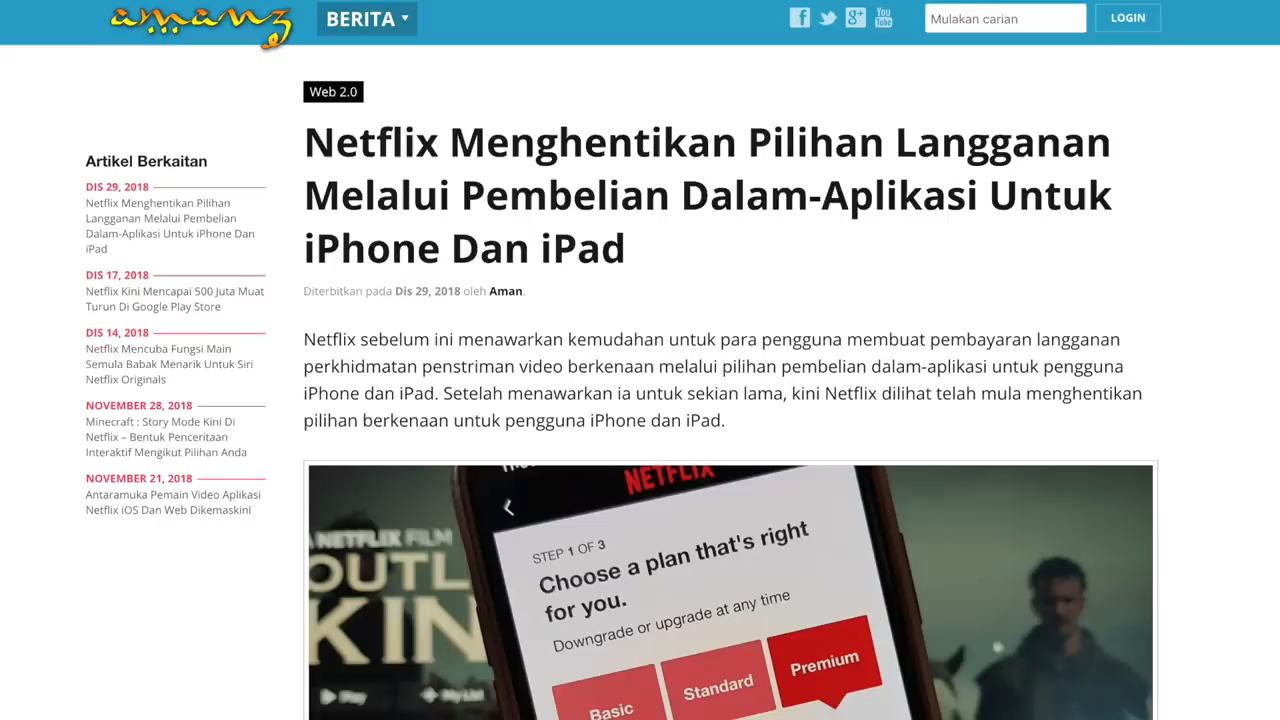 amanz
BERITA
Mulakan carian
LOGIN
Web 2.0
Netflix Menghentikan Pilihan Langganan
Melalui Pembelian Dalam-Aplikasi Untuk
iPhone Dan iPad
Diterbitkan pada Dis 29, 2018 oleh Aman.
Artikel Berkaitan
DIS 29, 2018
Netflix Menghentikan Pilihan
Langganan Melalui Pembelian
Dalam-Aplikasi Untuk iPhone Dan
iPad
DIS 17, 2018
Netflix Kini Mencapai 500 Juta Muat
Turun Di Google Play Store
DIS 14, 2018
Netflix Mencuba Fungsi Main
Semula Babak Menarik Untuk Siri
Netflix Originals
NOVEMBER 28, 2018
Minecraft : Story Mode Kini Di
Netflix – Bentuk Penceritaan
Interaktif Mengikut Pilihan Anda
NOVEMBER 21, 2018
Antaramuka Pemain Video Aplikasi
Netflix iOS Dan Web Dikemaskini
Netflix sebelum ini menawarkan kemudahan untuk para pengguna membuat pembayaran langganan
perkhidmatan penstriman video berkenaan melalui pilihan pembelian dalam-aplikasi untuk pengguna
iPhone dan iPad. Setelah menawarkan ia untuk sekian lama, kini Netflix dilihat telah mula menghentikan
pilihan berkenaan untuk pengguna iPhone dan iPad.
NETFLIX
STEP 1 OF 3
Choose a plan that's right
for you.
Downgrade or upgrade at any time
Basic
Standard
Premium
A NETFLIX FILM
OUTL
KIN
Play
My List